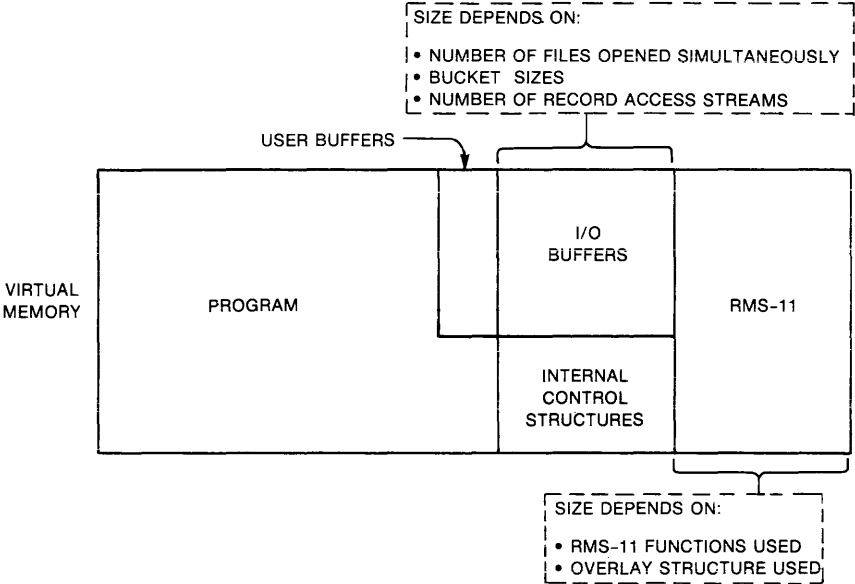 SIZE DEPENDS ON:
• NUMBER OF FILES OPENED SIMULTANEOUSLY
• BUCKET SIZES
• NUMBER OF RECORD ACCESS STREAMS
USER BUFFERS
I/O
BUFFERS
VIRTUAL
MEMORY
PROGRAM
RMS-11
INTERNAL
CONTROL
STRUCTURES
SIZE DEPENDS ON:
• RMS-11 FUNCTIONS USED
• OVERLAY STRUCTURE USED